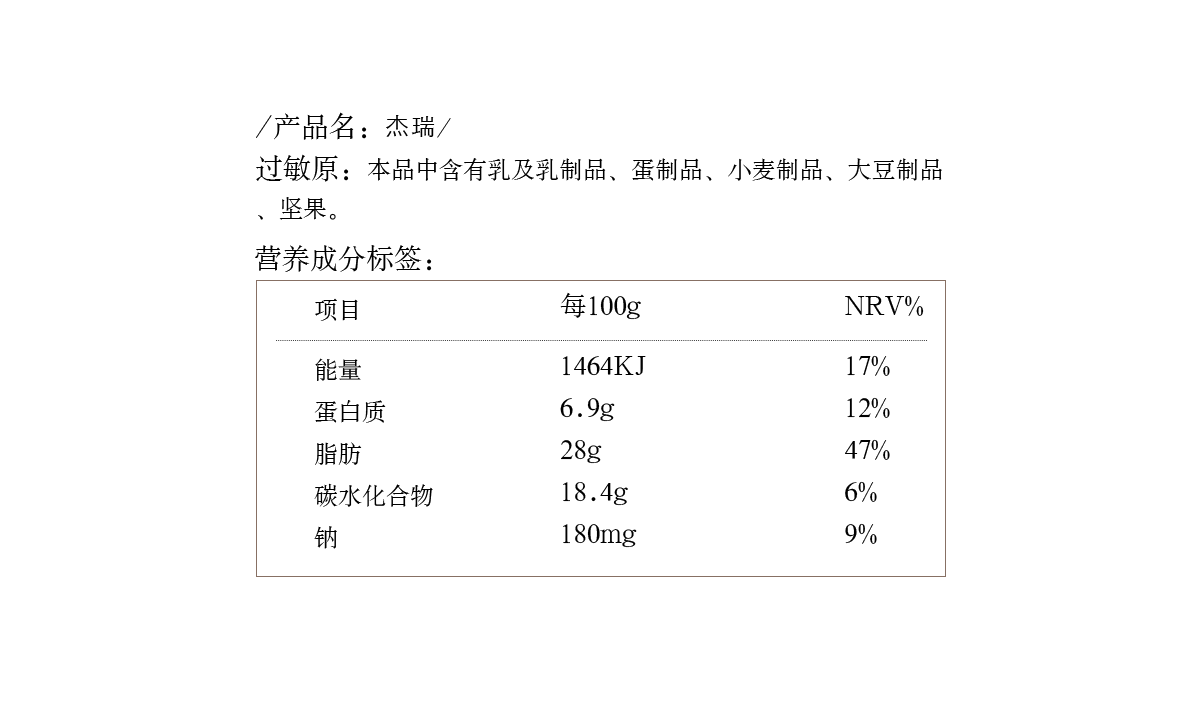 /产品名：杰瑞/
过敏原：本品中含有乳及乳制品、蛋制品、小麦制品、大豆制品
、坚果。
营养成分标签：
项目 每100g NRV%
能量 1464KJ 17%
蛋白质 6.9g 12%
脂肪 28g 47%
碳水化合物 18.4g 6%
钠 180mg 9%